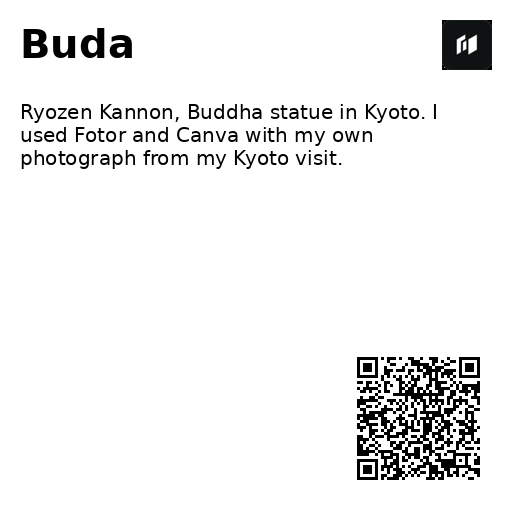 Buda
Ryozen Kannon, Buddha statue in Kyoto. I
used Fotor and Canva with my own
photograph from my Kyoto visit.